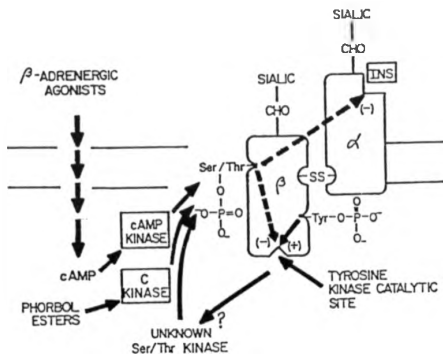 SIALIC
CHO
INS
SIALIC
CHO
β-ADRENERGIC
AGONISTS
(-)
α
Ser/Thr
β
SS
O
-O-P=O
O-
Tyr-O-P-O-
O
O-
(-) (+)
cAMP
KINASE
cAMP
C
KINASE
PHORBOL
ESTERS
?
UNKNOWN
Ser/Thr KINASE
TYROSINE
KINASE CATALYTIC
SITE